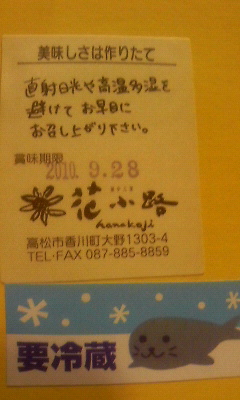 美味しさは作りたて
直射日光や高温多湿を
避けてお早目に
お召し上がり下さい。
賞味期限
2010. 9.28
花小路
hanakoji
高松市香川町大野1303-4
TEL・FAX 087-885-8859
要冷蔵